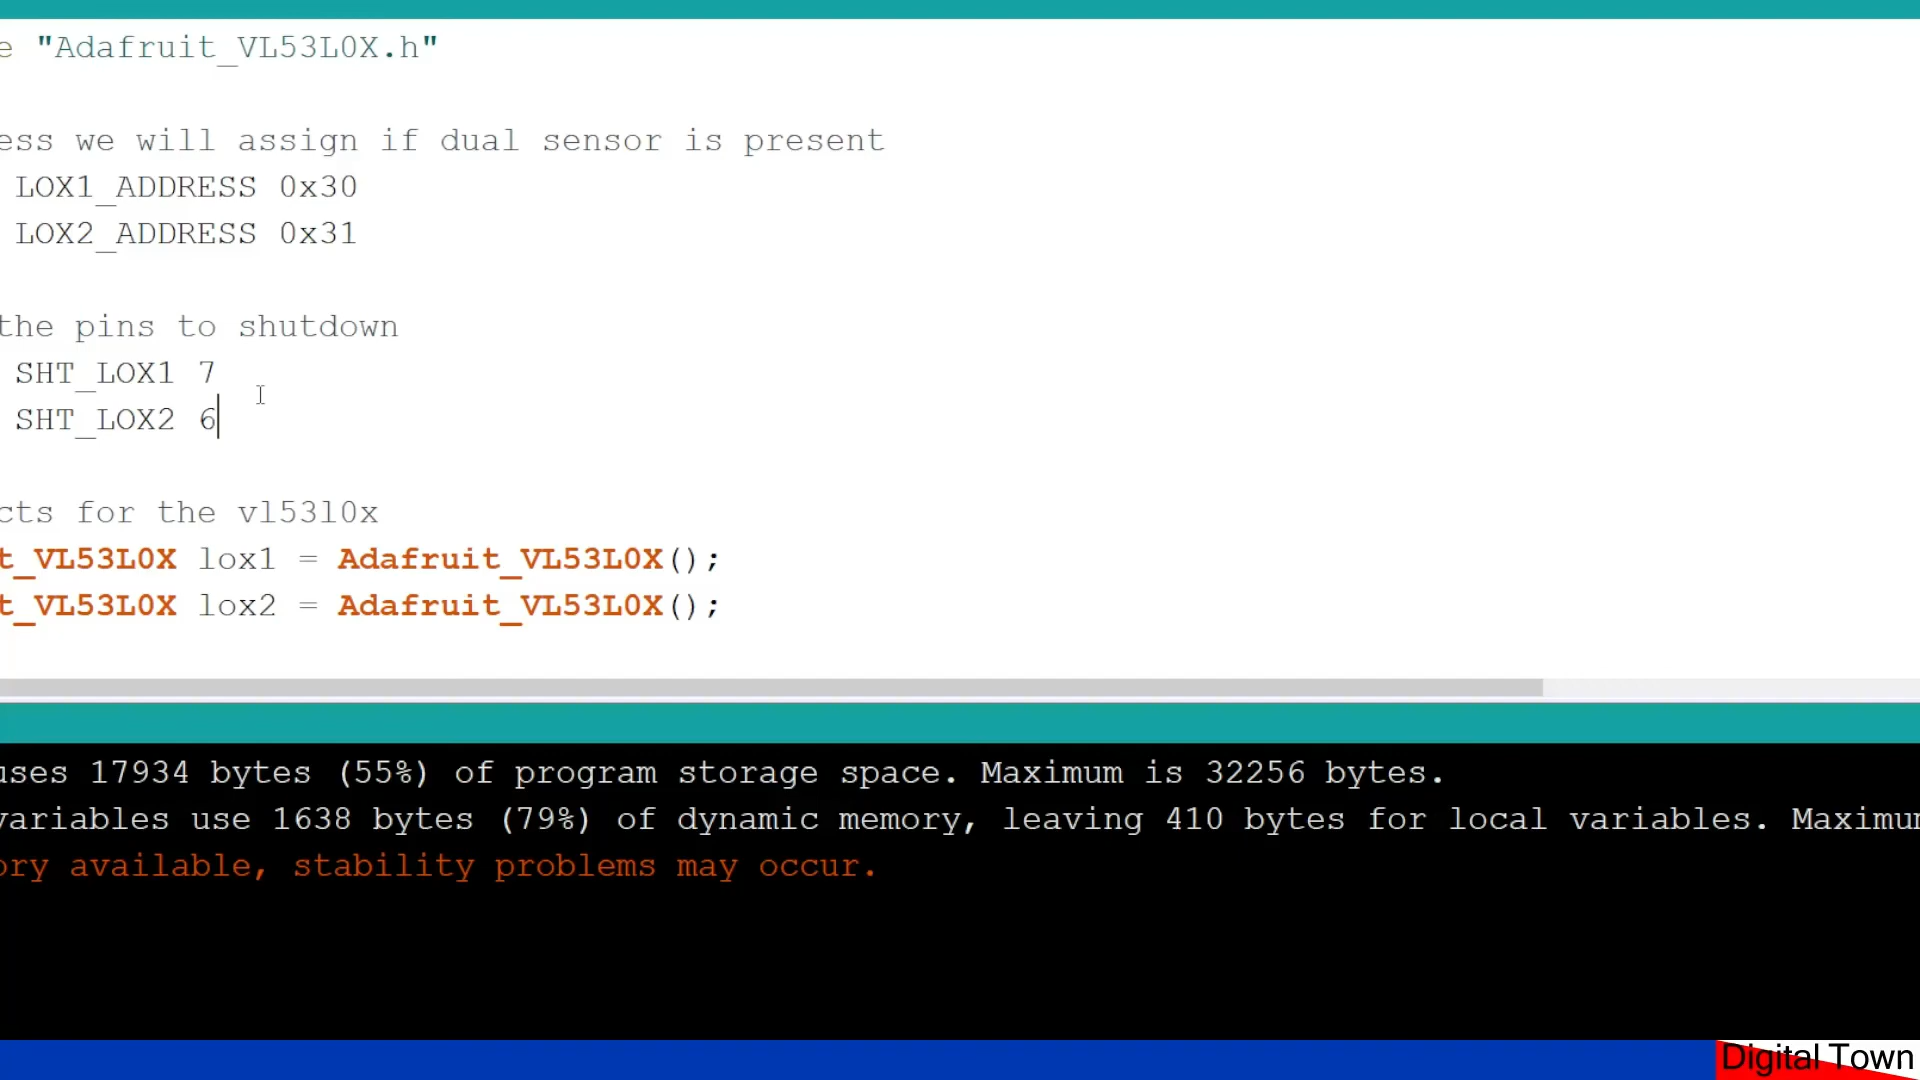 e "Adafruit_VL53L0X.h"
ess we will assign if dual sensor is present
LOX1_ADDRESS 0x30
LOX2_ADDRESS 0x31
the pins to shutdown
SHT_LOX1 7
SHT_LOX2 6
cts for the vl53l0x
t_VL53L0X lox1 = Adafruit_VL53L0X();
t_VL53L0X lox2 = Adafruit_VL53L0X();
uses 17934 bytes (55%) of program storage space. Maximum is 32256 bytes.
variables use 1638 bytes (79%) of dynamic memory, leaving 410 bytes for local variables. Maximum
ory available, stability problems may occur.
Digital Town